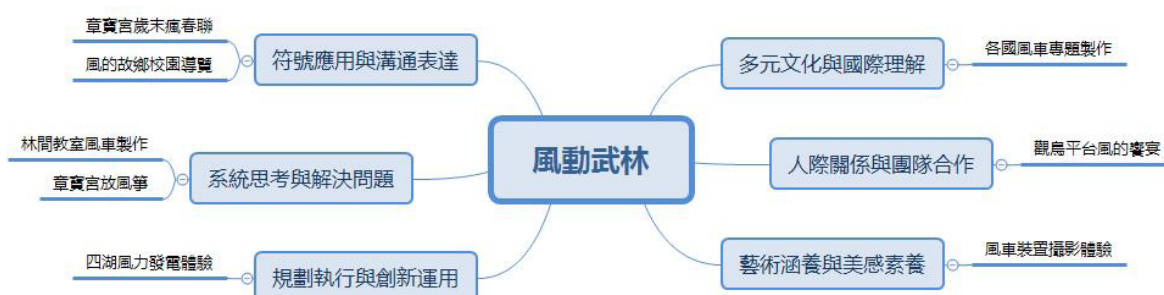 章寶宮歲末瘋春聯
風的故鄉校園導覽
符號應用與溝通表達
林間教室風車製作
章寶宮放風箏
系統思考與解決問題
四湖風力發電體驗
規劃執行與創新運用
風動武林
多元文化與國際理解
各國風車專題製作
人際關係與團隊合作
觀鳥平台風的饗宴
藝術涵養與美感素養
風車裝置攝影體驗